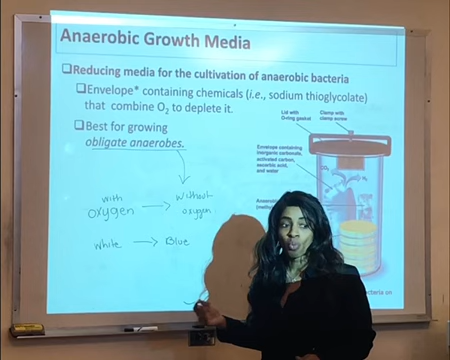 Anaerobic Growth Media
❑Reducing media for the cultivation of anaerobic bacteria
❑Envelope* containing chemicals (i.e., sodium thioglycolate)
that combine O₂ to deplete it.
❑Best for growing
obligate anaerobes.
with without
oxygen → oxygen
white → Blue
Lid with
O-ring gasket
Clamp with
clamp screw
Envelope containing
inorganic carbonate,
activated carbon,
ascorbic acid,
and water
CO₂
H₂